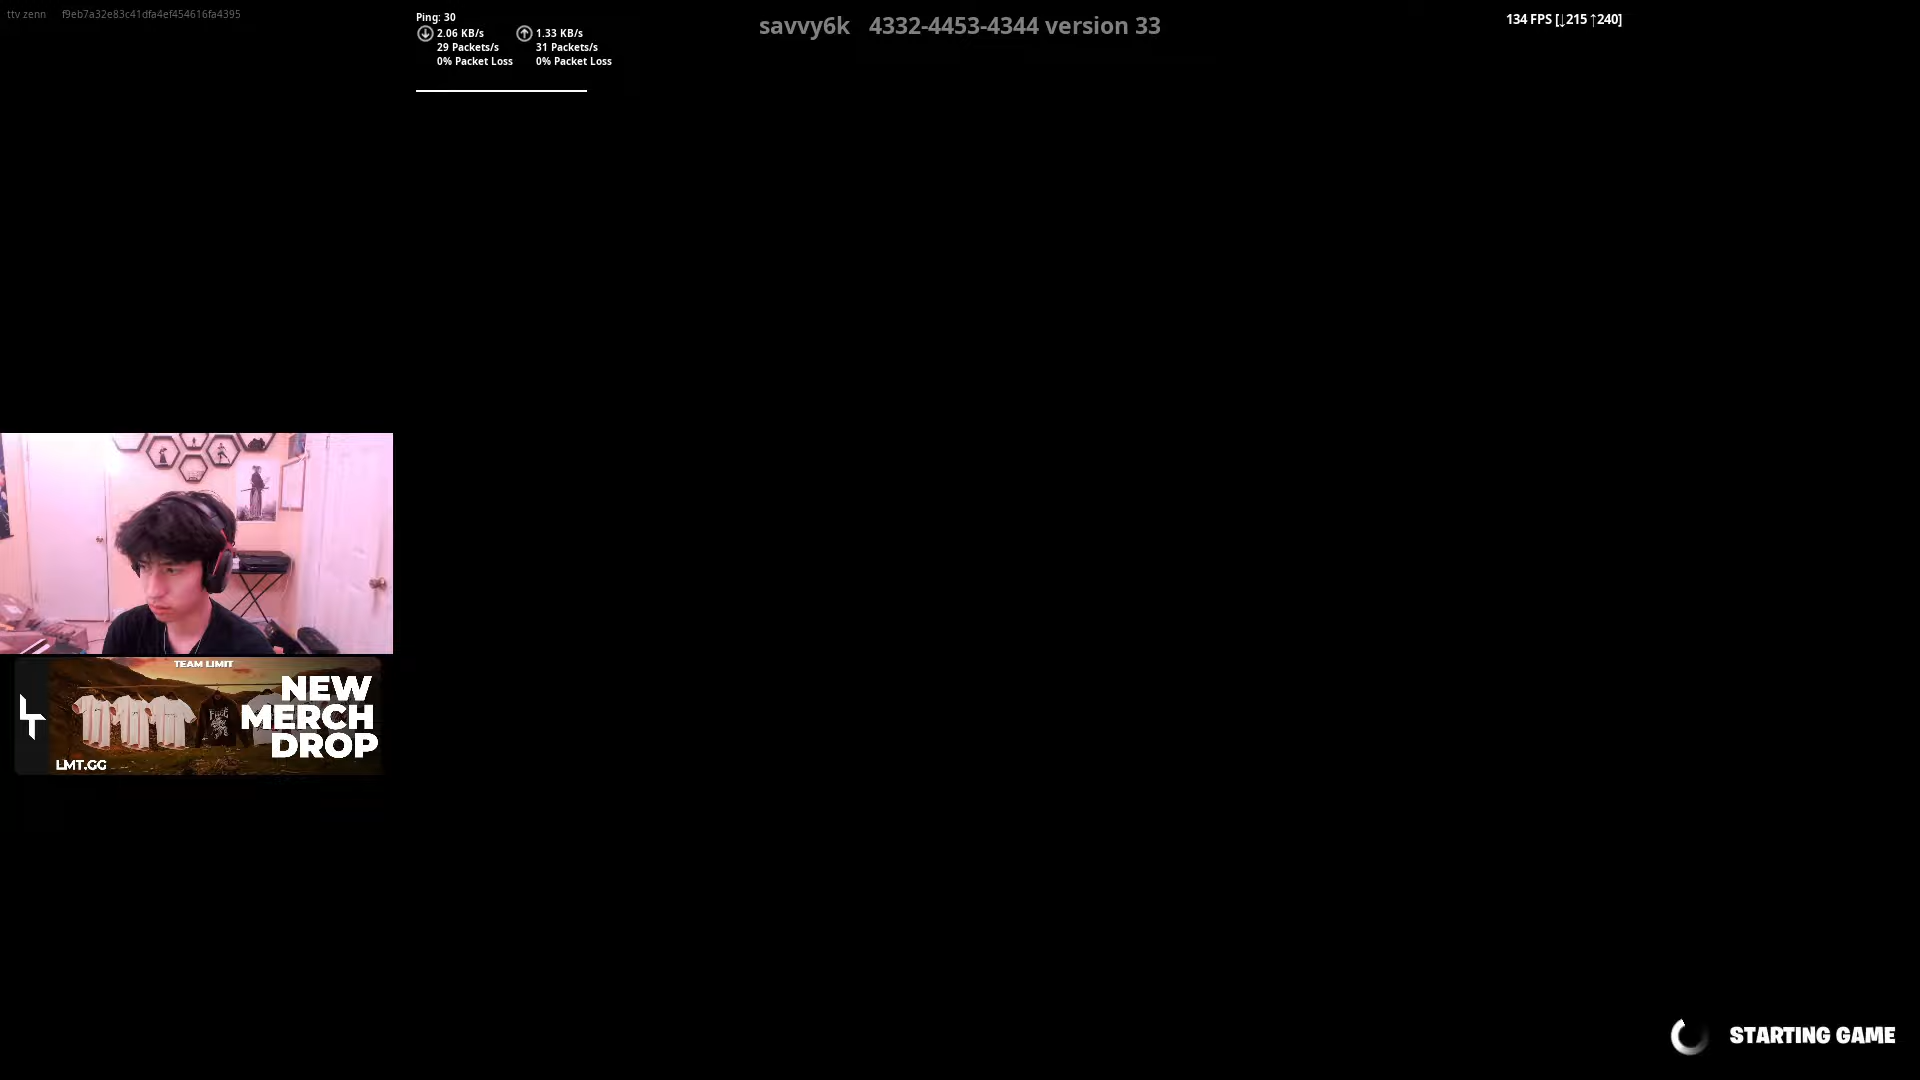 ttv zenn f9eb7a32e83c41dfa4ef454616fa4395
Ping: 30
2.06 KB/s 1.33 KB/s
29 Packets/s 31 Packets/s
0% Packet Loss 0% Packet Loss
savvy6k 4332-4453-4344 version 33
134 FPS [↓215 ↑240]
TEAM LIMIT
NEW
MERCH
DROP
LMT.GG
STARTING GAME